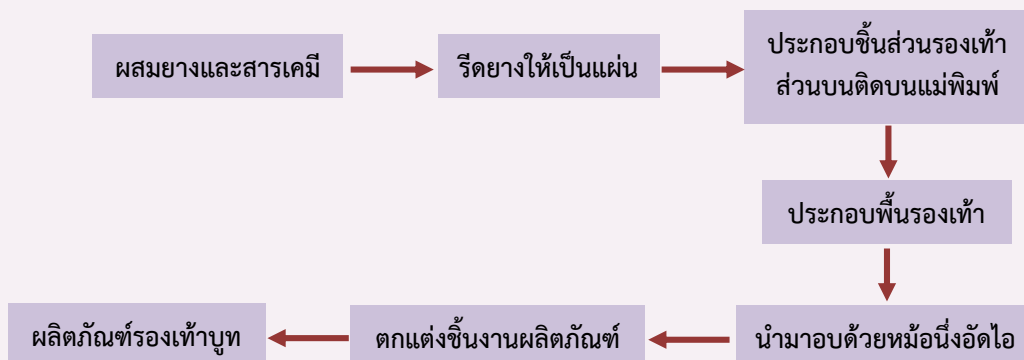 ผสมยางและสารเคมี
รีดยางให้เป็นแผ่น
ประกอบชิ้นส่วนรองเท้า
ส่วนบนติดบนแม่พิมพ์
ประกอบพื้นรองเท้า
นำมาอบด้วยหม้อนึ่งอัดไอ
ตกแต่งชิ้นงานผลิตภัณฑ์
ผลิตภัณฑ์รองเท้าบูท